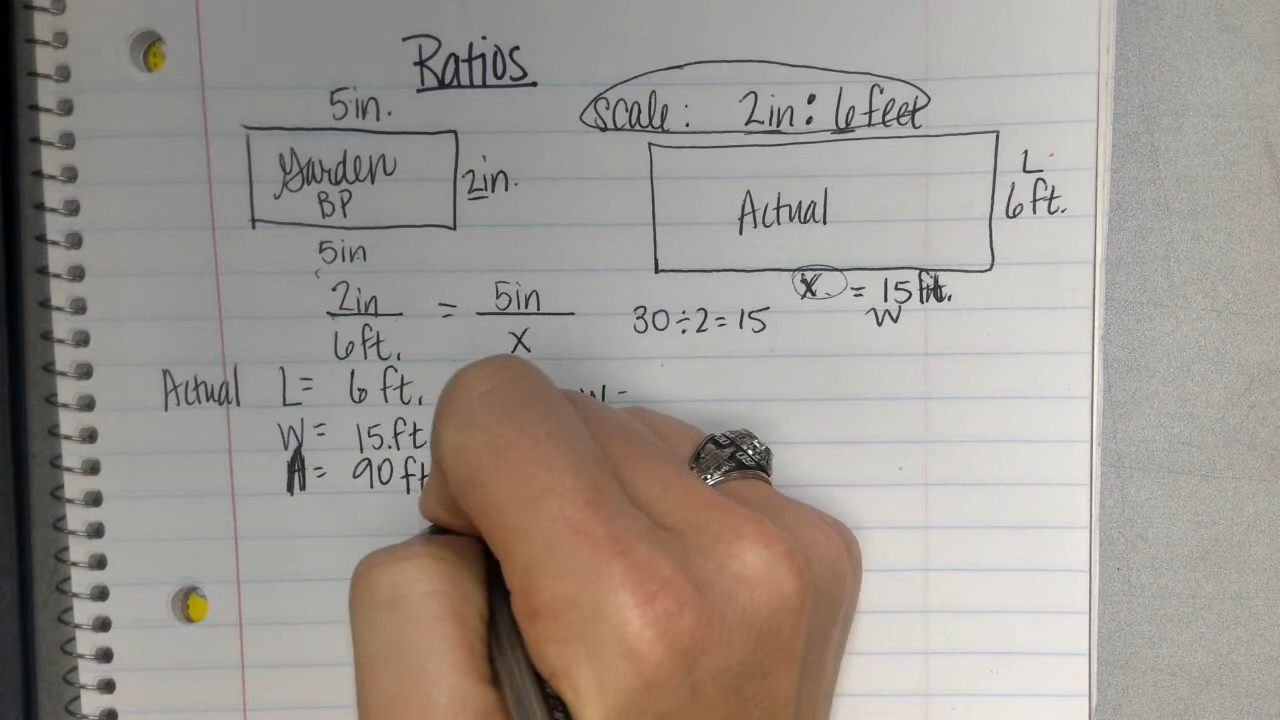 Ratios
5in.
scale: 2in: 6feet
Garden
BP
2in.
Actual
L
6ft.
5in
x = 15ft.
W
2in = 5in
6ft. x
30÷2=15
Actual L= 6 ft.
W=
W= 15.ft
A= 90ft